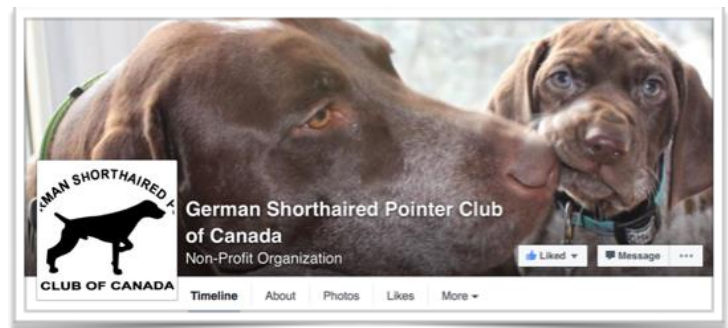 MAN SHORTHAIRED P
CLUB OF CANADA
German Shorthaired Pointer Club
of Canada
Non-Profit Organization
Liked
Message
Timeline
About
Photos
Likes
More